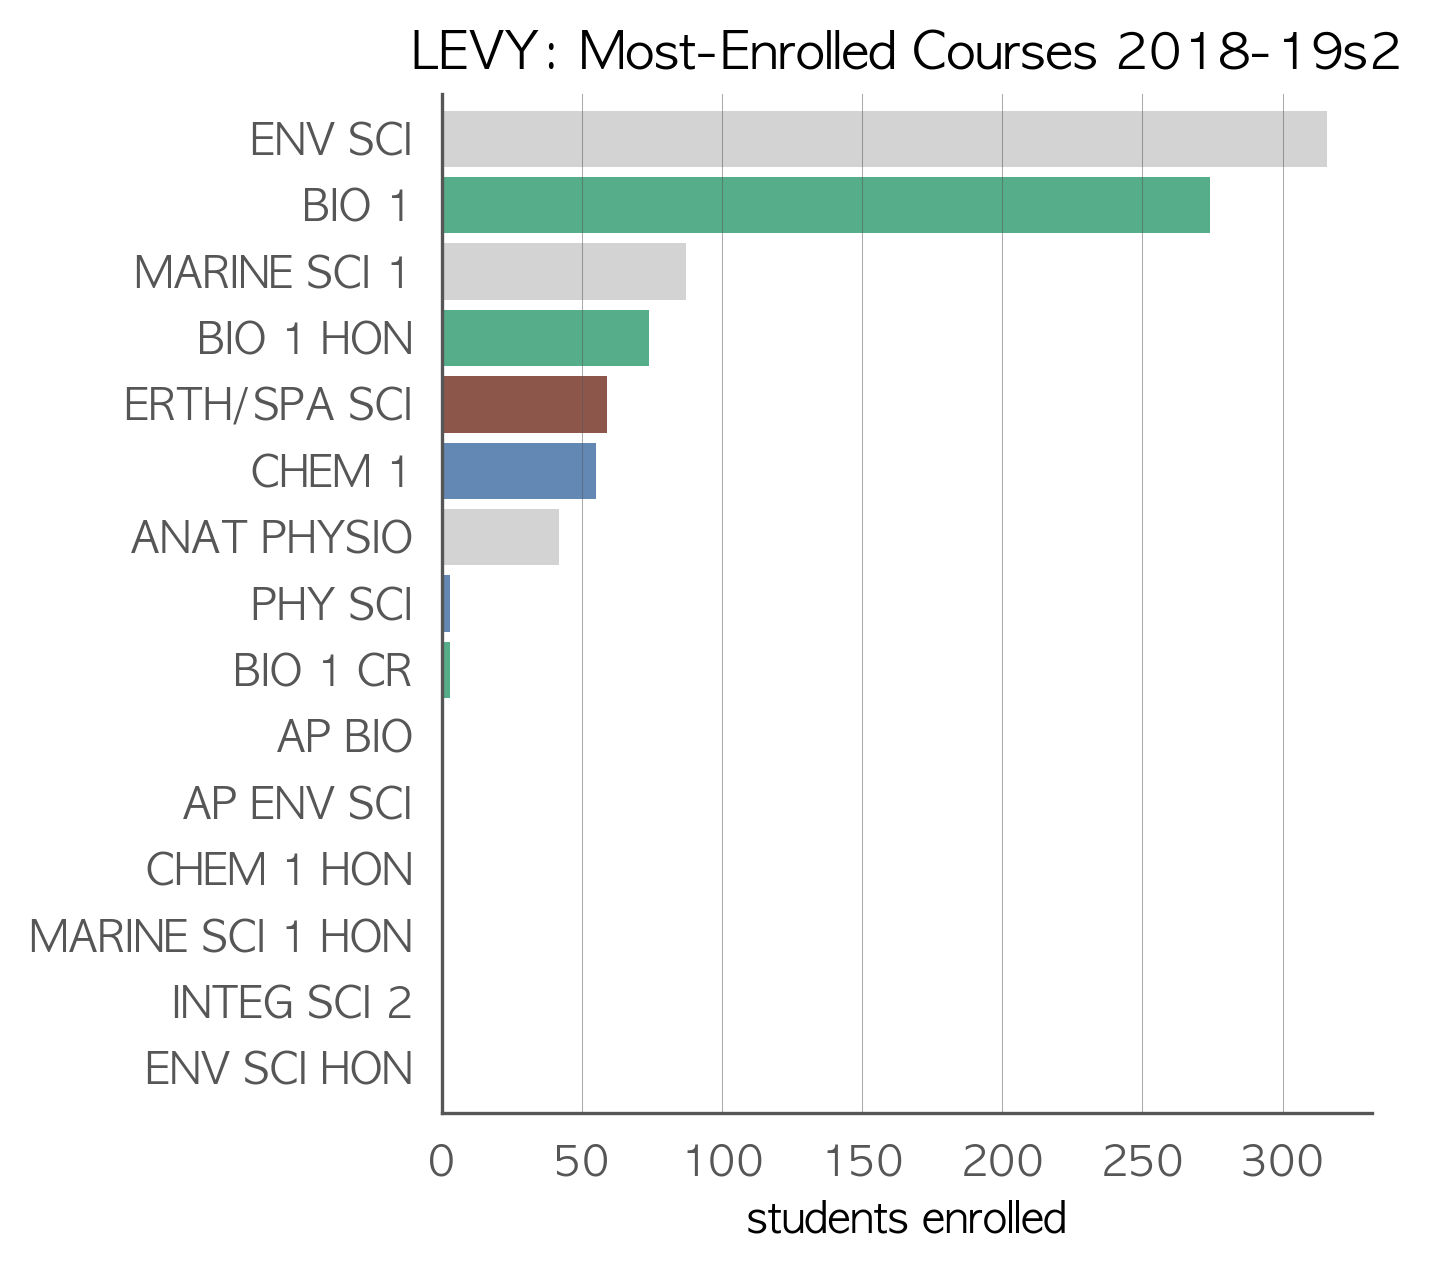 LEVY: Most-Enrolled Courses 2018-19s2
ENV SCI
BIO 1
MARINE SCI 1
BIO 1 HON
ERTH/SPA SCI
CHEM 1
ANAT PHYSIO
PHY SCI
BIO 1 CR
AP BIO
AP ENV SCI
CHEM 1 HON
MARINE SCI 1 HON
INTEG SCI 2
ENV SCI HON
0 50 100 150 200 250 300
students enrolled